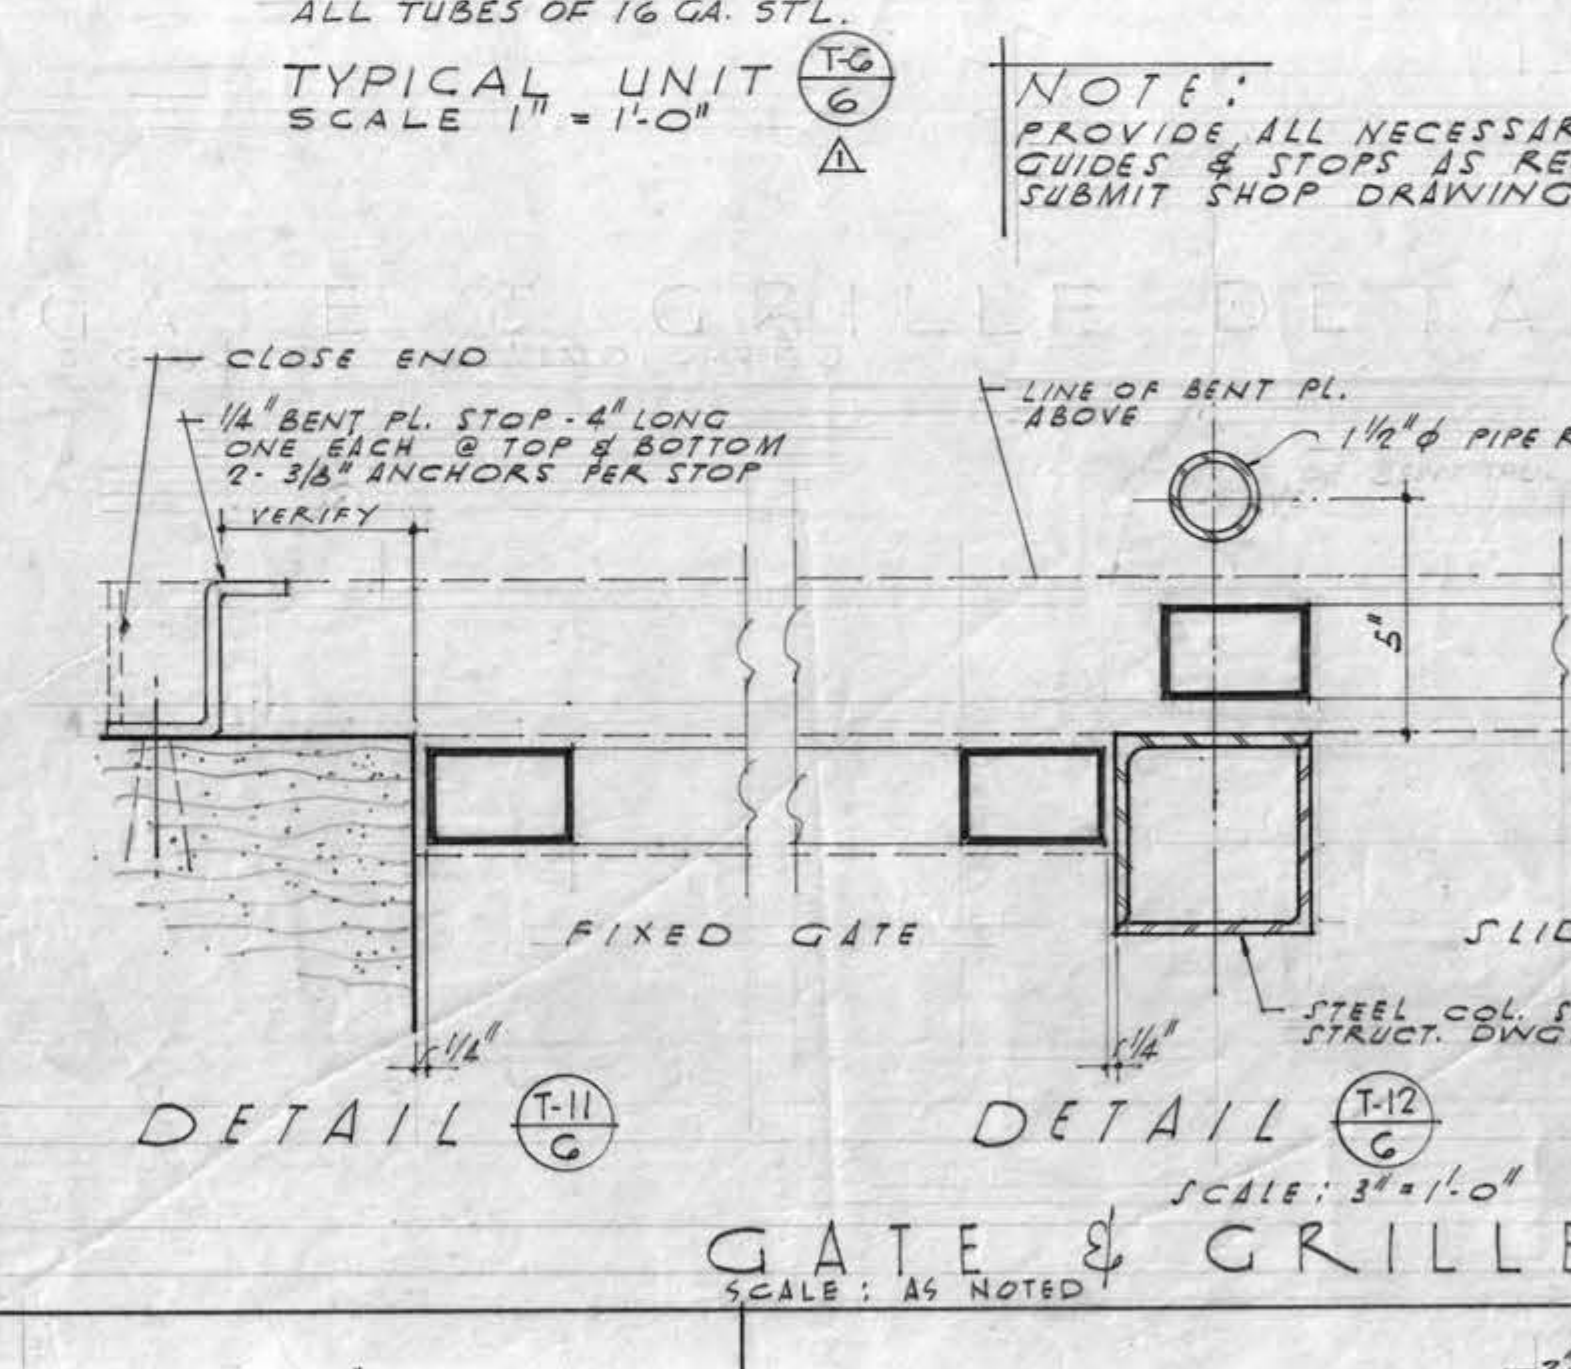 ALL TUBES OF 16 GA. STL.
TYPICAL UNIT
SCALE 1" = 1'-0"
T-6
6
1
NOTE:
PROVIDE ALL NECESSAR
GUIDES & STOPS AS RE
SUBMIT SHOP DRAWING
GATE & GRILLE DETA
CLOSE END
1/4" BENT PL. STOP - 4" LONG
ONE EACH @ TOP & BOTTOM
2- 3/8" ANCHORS PER STOP
VERIFY
LINE OF BENT PL.
ABOVE
1 1/2" ϕ PIPE R
5"
FIXED GATE
SLID
STEEL COL. S
STRUCT. DWG
1/4"
1/4"
DETAIL
T-11
6
DETAIL
T-12
6
SCALE: 3" = 1'-0"
GATE & GRILLE
SCALE: AS NOTED